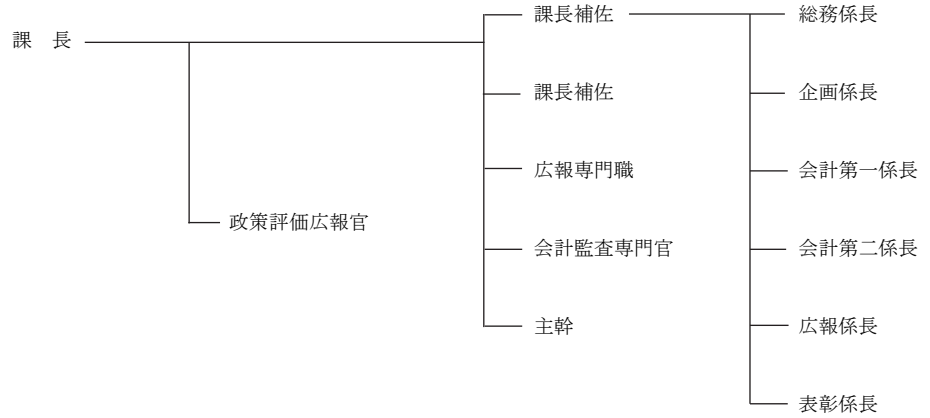 課　長
政策評価広報官
課長補佐
課長補佐
広報専門職
会計監査専門官
主幹
総務係長
企画係長
会計第一係長
会計第二係長
広報係長
表彰係長